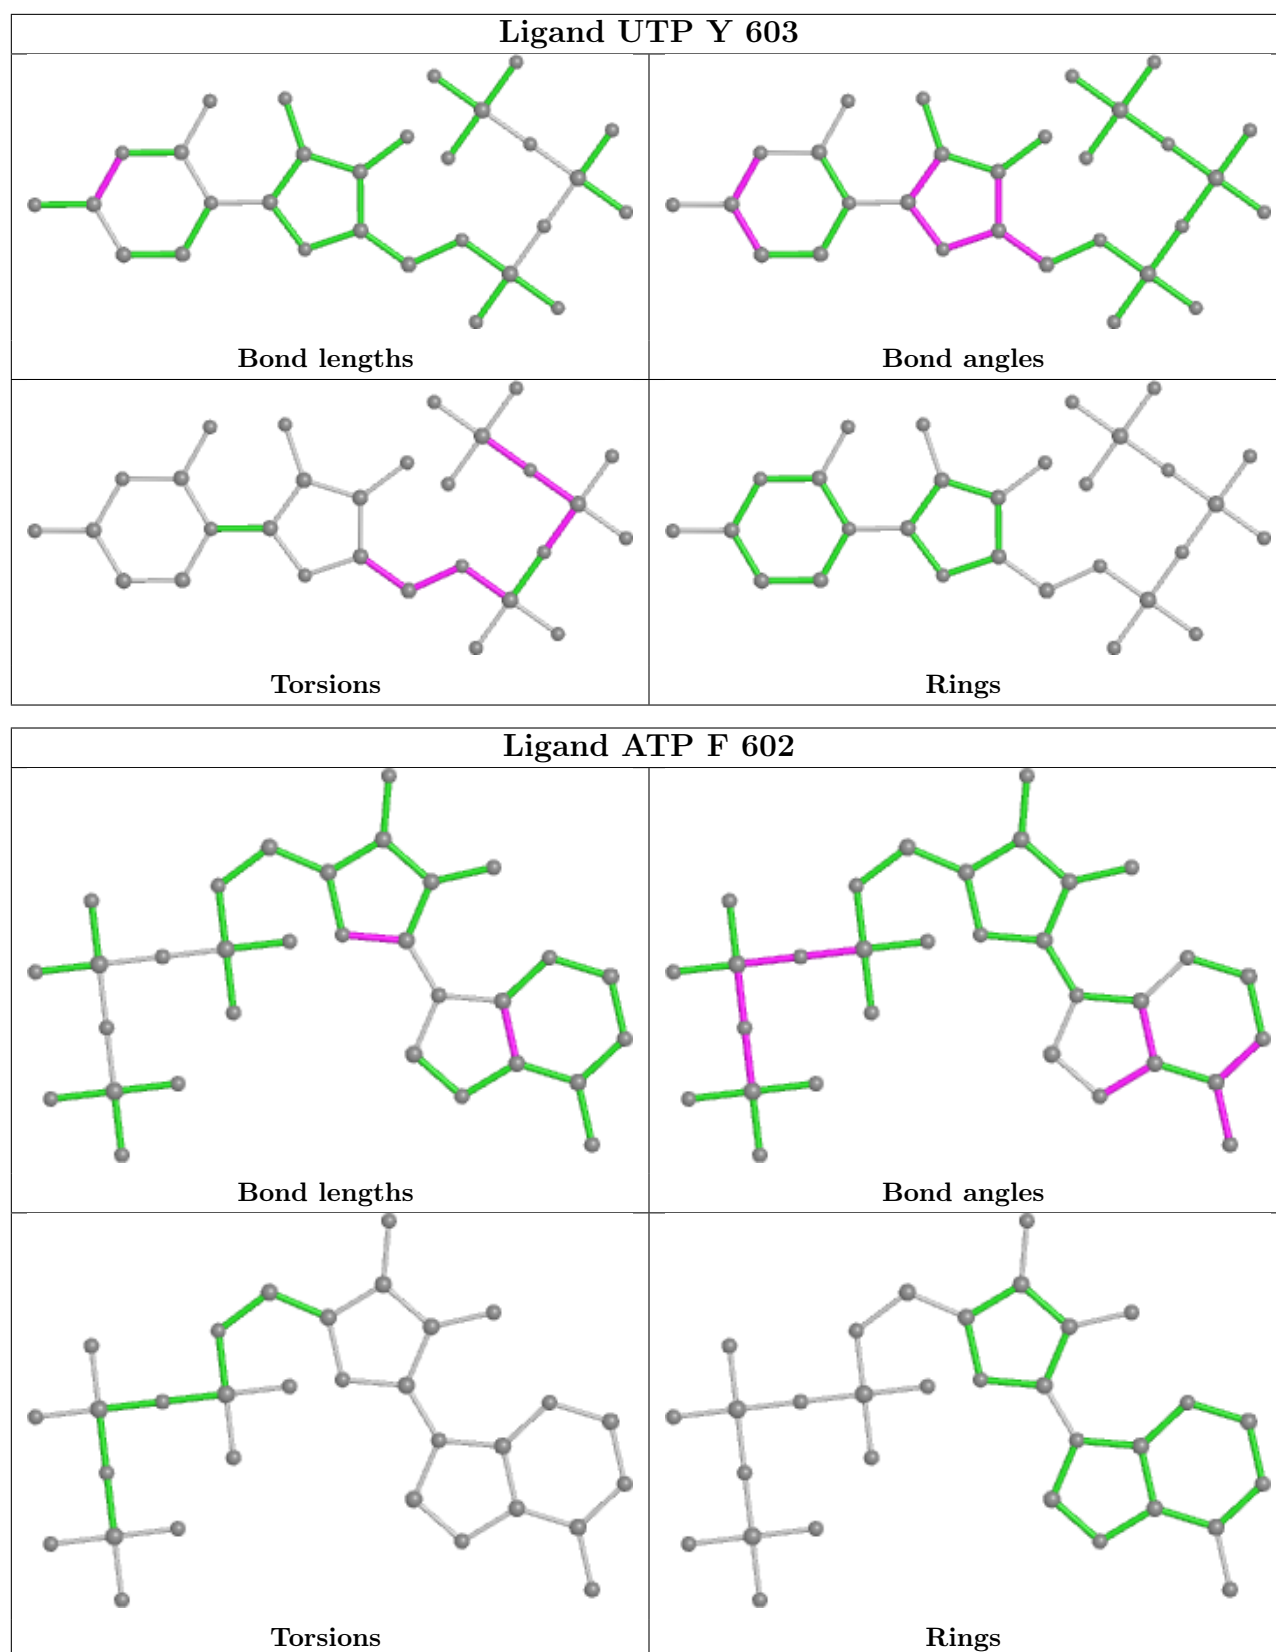 Ligand UTP Y 603
Bond lengths
Bond angles
Torsions
Rings
Ligand ATP F 602
Bond lengths
Bond angles
Torsions
Rings